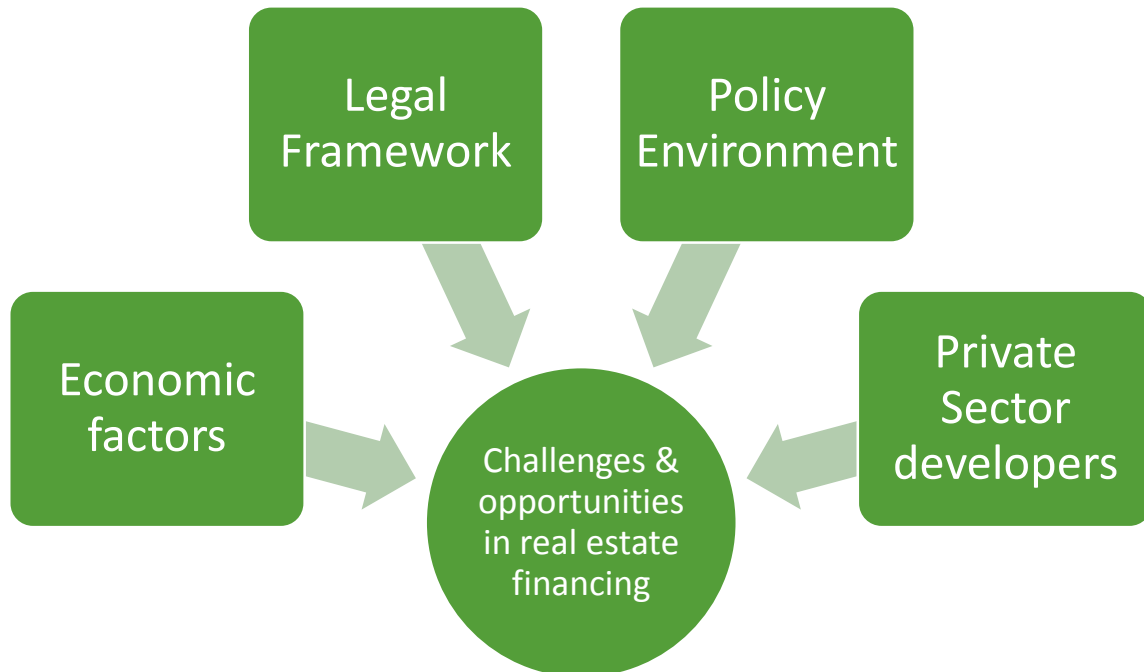 Legal
Framework
Policy
Environment
Economic
factors
Private
Sector
developers
Challenges &
opportunities
in real estate
financing